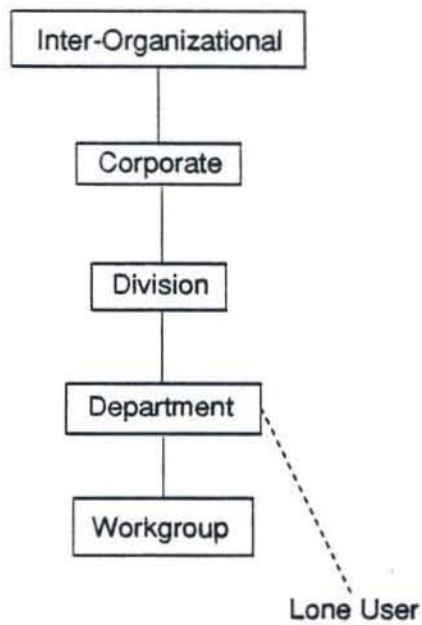 Inter-Organizational
Corporate
Division
Department
Workgroup
Lone User